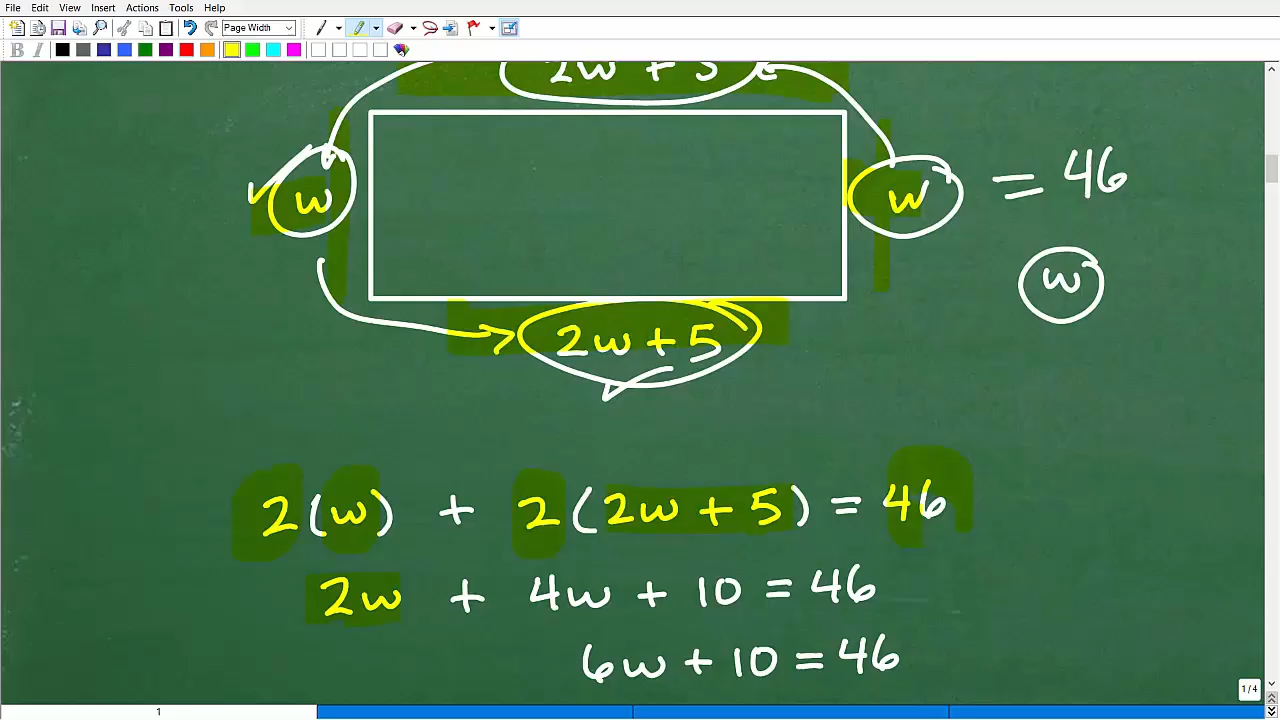 File Edit View Insert Actions Tools Help
Page Width
B I
2w + 5
w w = 46
w
2w + 5
2(w) + 2(2w + 5) = 46
2w + 4w + 10 = 46
6w + 10 = 46
1/4
1